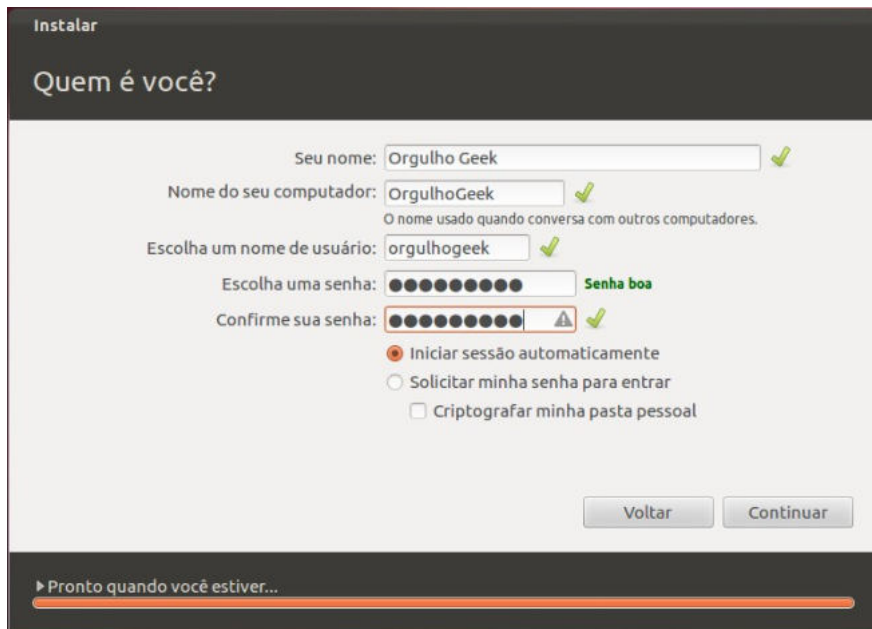 Instalar
Quem é você?
Seu nome: Orgulho Geek
Nome do seu computador: OrgulhoGeek
O nome usado quando conversa com outros computadores.
Escolha um nome de usuário: orgulhogeek
Escolha uma senha: ●●●●●●●●● Senha boa
Confirme sua senha: ●●●●●●●●●
Iniciar sessão automaticamente
Solicitar minha senha para entrar
Criptografar minha pasta pessoal
Voltar Continuar
Pronto quando você estiver...